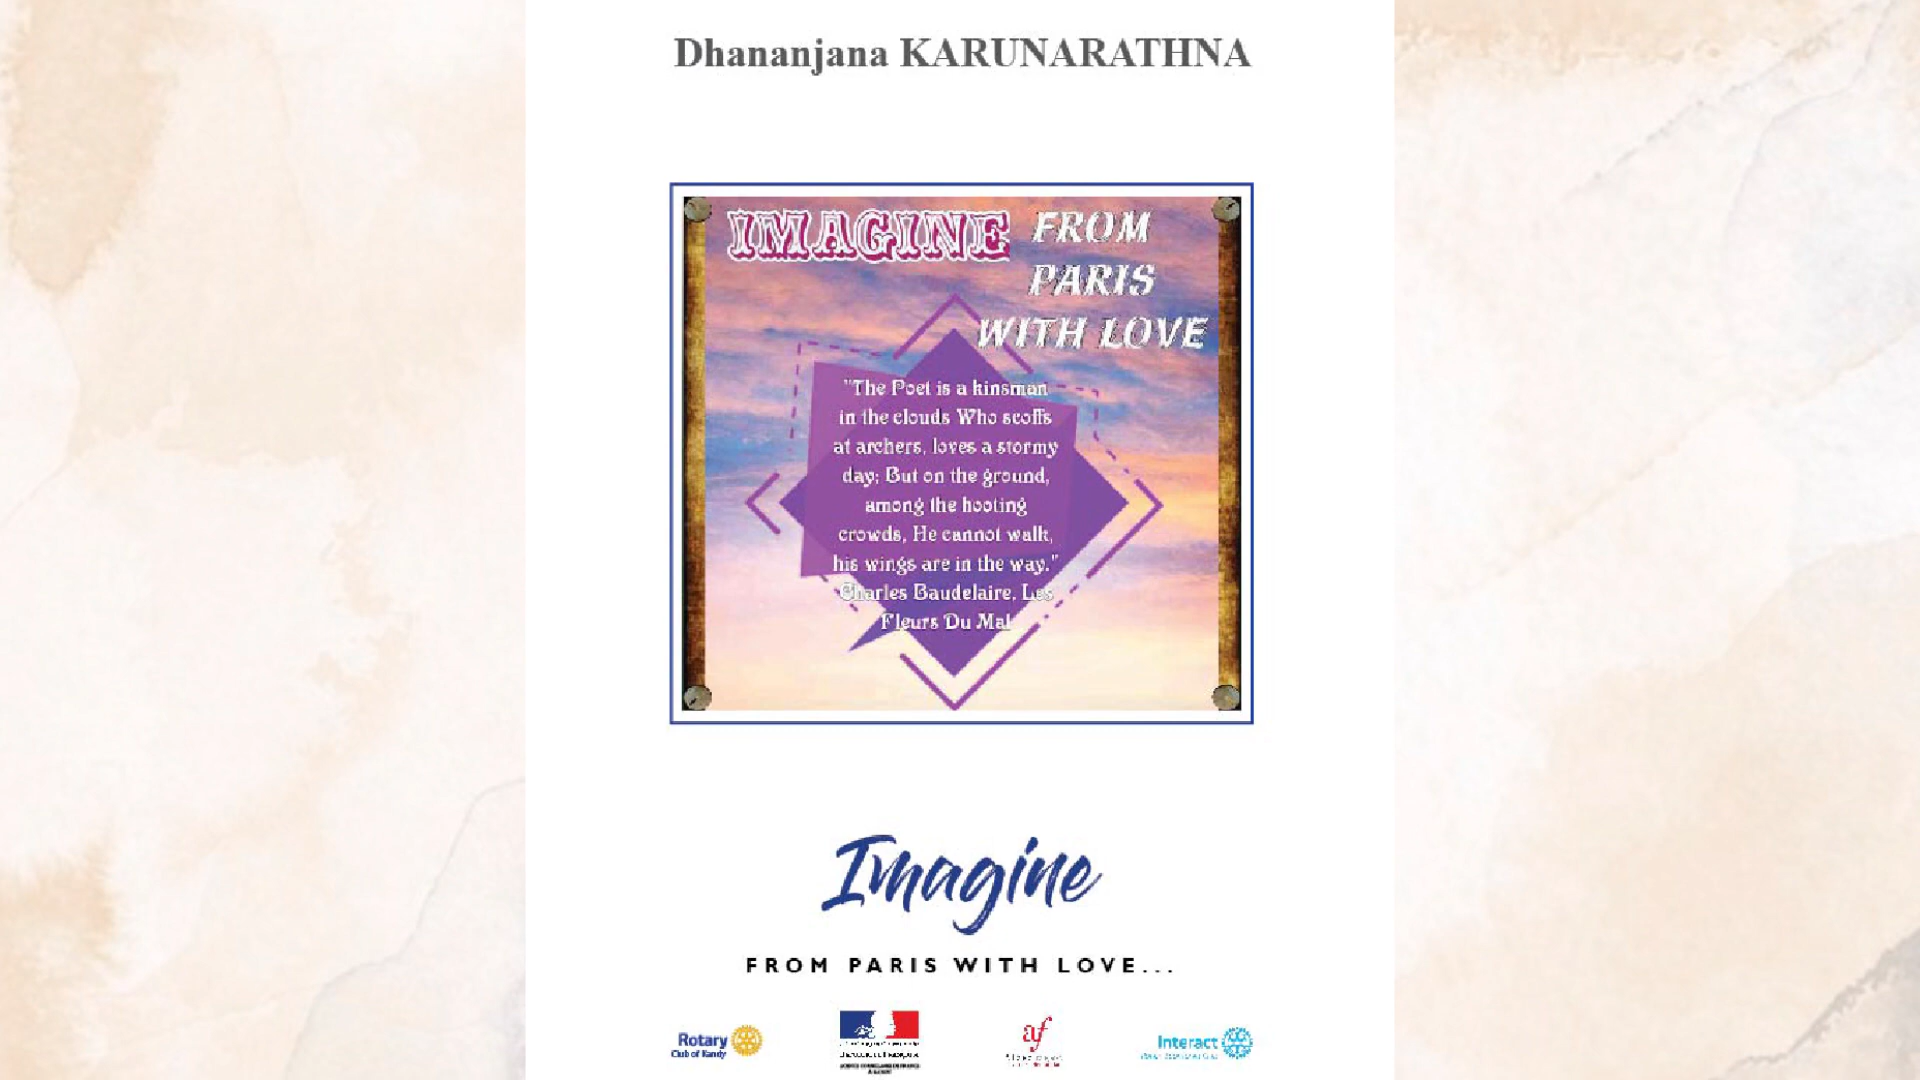 Dhananjana KARUNARATHNA
IMAGINE
FROM
PARIS
WITH LOVE
"The Poet is a kinsman
in the clouds Who scoffs
at archers, loves a stormy
day; But on the ground,
among the hooting
crowds, He cannot walk,
his wings are in the way."
Charles Baudelaire, Les
Fleurs Du Mal
Imagine
FROM PARIS WITH LOVE...
Rotary
Club of Kandy
af
Interact